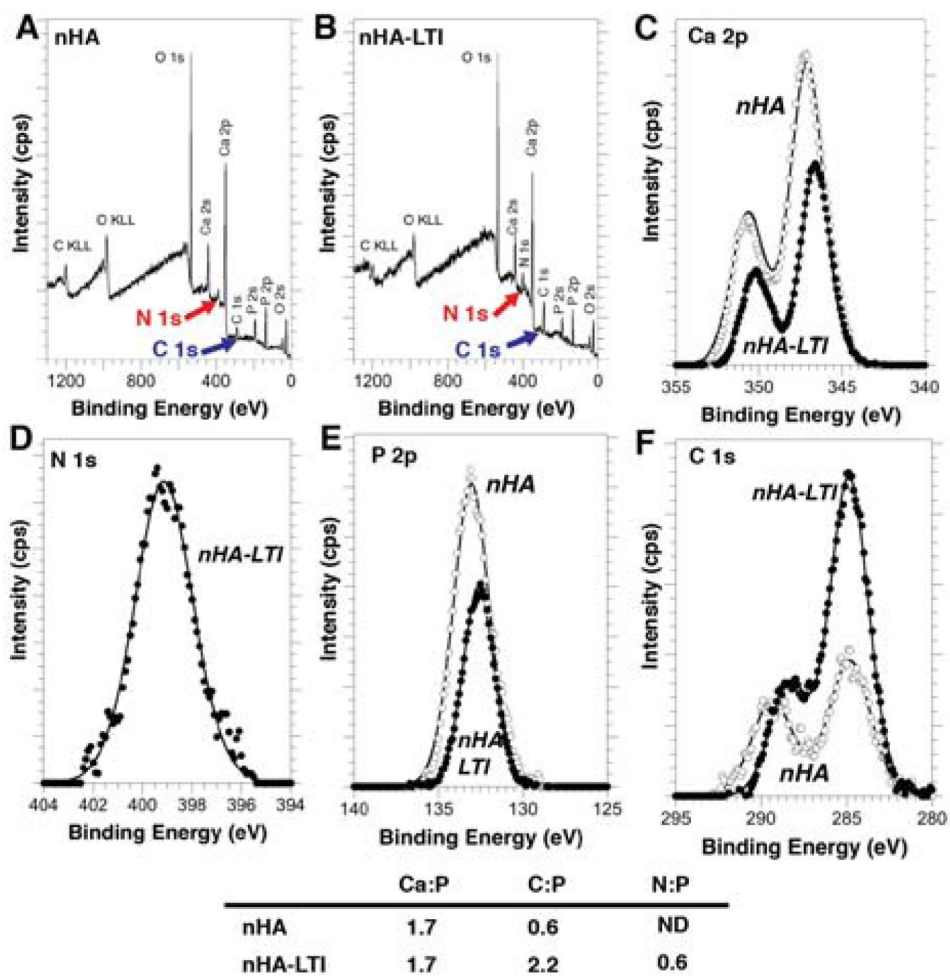 A nHA
Intensity (cps)
O 1s
Ca 2p
Ca 2s
O KLL
C KLL
N 1s
C 1s
C 1s
P 2s
P 2p
O 2s
1200 800 400 0
Binding Energy (eV)
B nHA-LTI
Intensity (cps)
O 1s
Ca 2p
Ca 2s
N 1s
O KLL
C KLL
N 1s
C 1s
C 1s
P 2s
P 2p
O 2s
1200 800 400 0
Binding Energy (eV)
C Ca 2p
Intensity (cps)
nHA
nHA-LTI
355 350 345 340
Binding Energy (eV)
D N 1s
Intensity (cps)
nHA-LTI
404 402 400 398 396 394
Binding Energy (eV)
E P 2p
Intensity (cps)
nHA
nHA
LTI
140 135 130 125
Binding Energy (eV)
F C 1s
Intensity (cps)
nHA-LTI
nHA
295 290 285 280
Binding Energy (eV)
Ca:P C:P N:P
nHA 1.7 0.6 ND
nHA-LTI 1.7 2.2 0.6